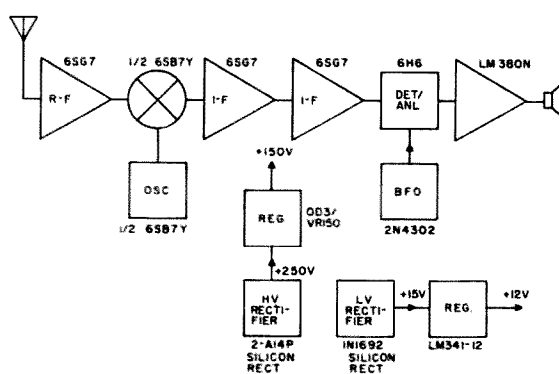 6SG7
1/2 6SB7Y
6SG7
6SG7
6H6
LM380N
R-F
I-F
I-F
DET/
ANL
OSC
1/2 6SB7Y
BFO
2N4302
+150V
REG
OD3/
VR150
+250V
HV
RECTI-
FIER
2-A14P
SILICON
RECT
LV
RECTI-
FIER
1N1692
SILICON
RECT
+15V
REG.
LM341-12
+12V